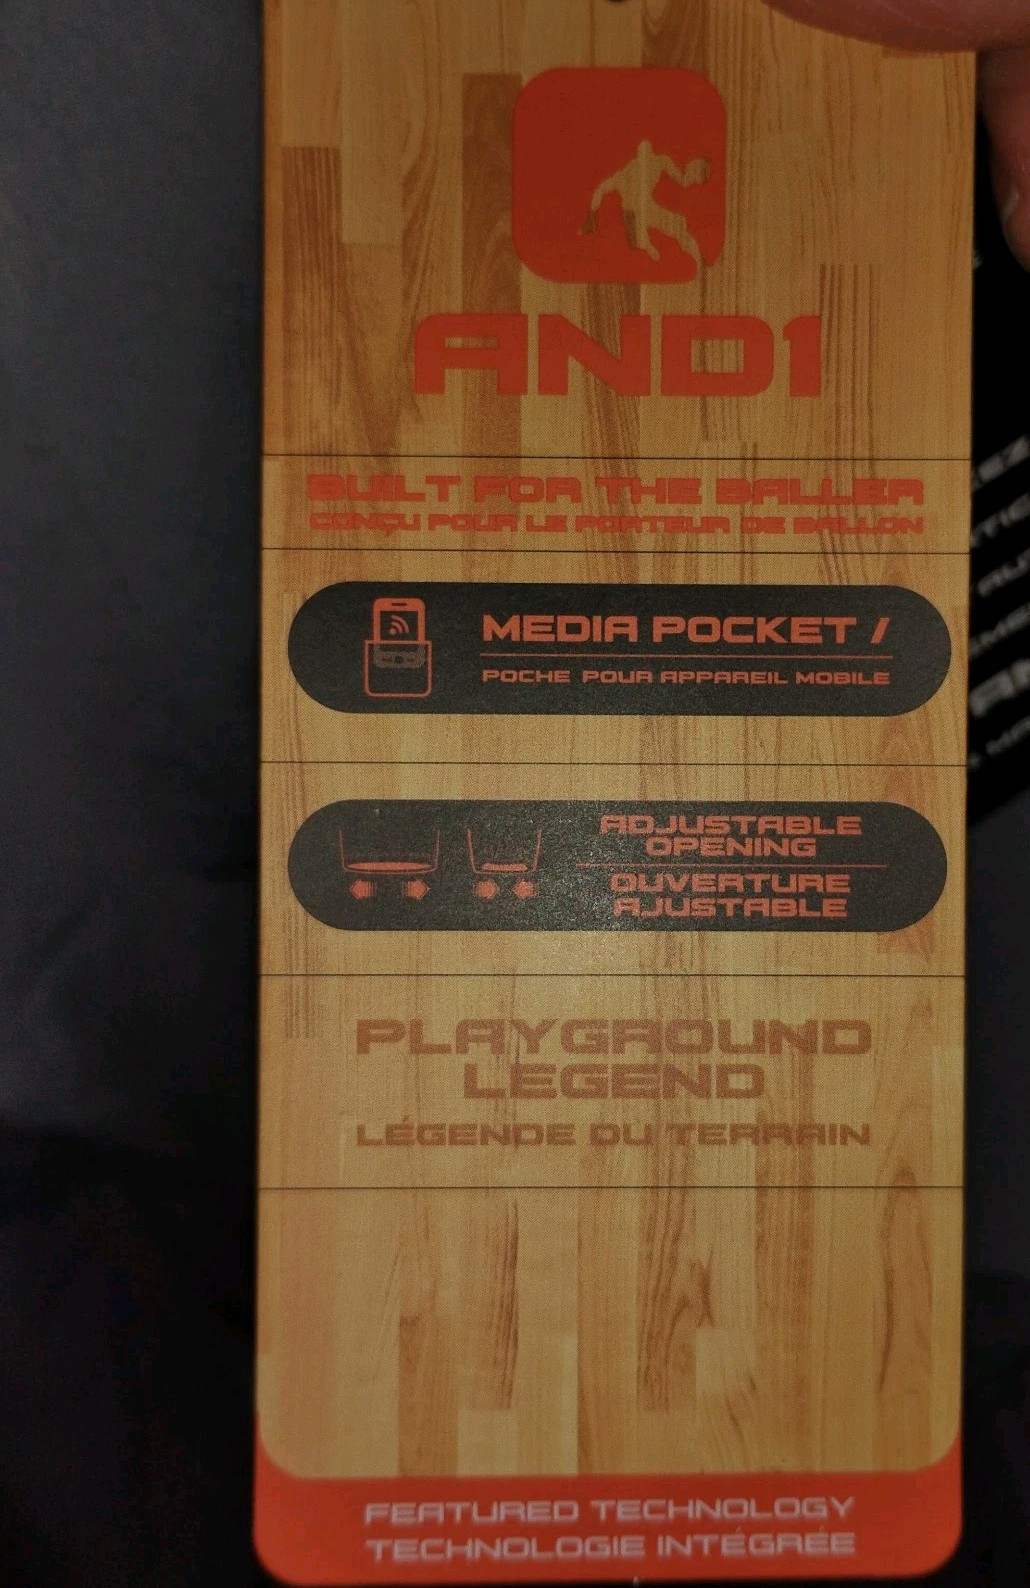 AND1
BUILT FOR THE BALLER
CONÇU POUR LE PORTEUR DE BALLON
MEDIA POCKET /
POCHE POUR APPAREIL MOBILE
ADJUSTABLE
OPENING
OUVERTURE
AJUSTABLE
PLAYGROUND
LEGEND
LÉGENDE DU TERRAIN
FEATURED TECHNOLOGY
TECHNOLOGIE INTÉGRÉE